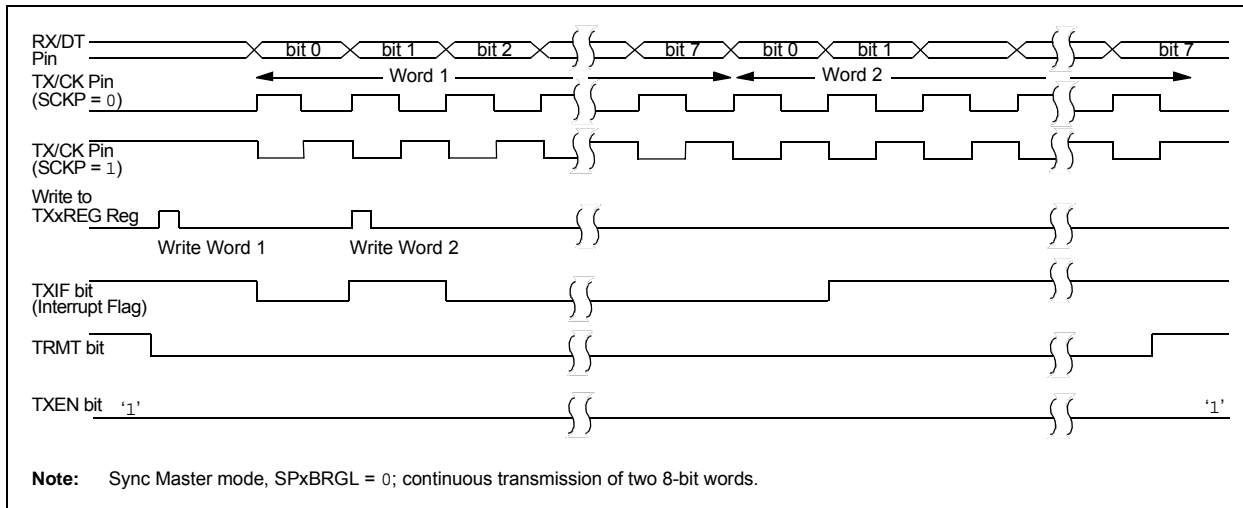 RX/DT
Pin
bit 0 bit 1 bit 2 bit 7 bit 0 bit 1 bit 7
Word 1 Word 2
TX/CK Pin
(SCKP = 0)
TX/CK Pin
(SCKP = 1)
Write to
TXxREG Reg
Write Word 1 Write Word 2
TXIF bit
(Interrupt Flag)
TRMT bit
TXEN bit ‘1’ ‘1’
Note: Sync Master mode, SPxBRGL = 0; continuous transmission of two 8-bit words.